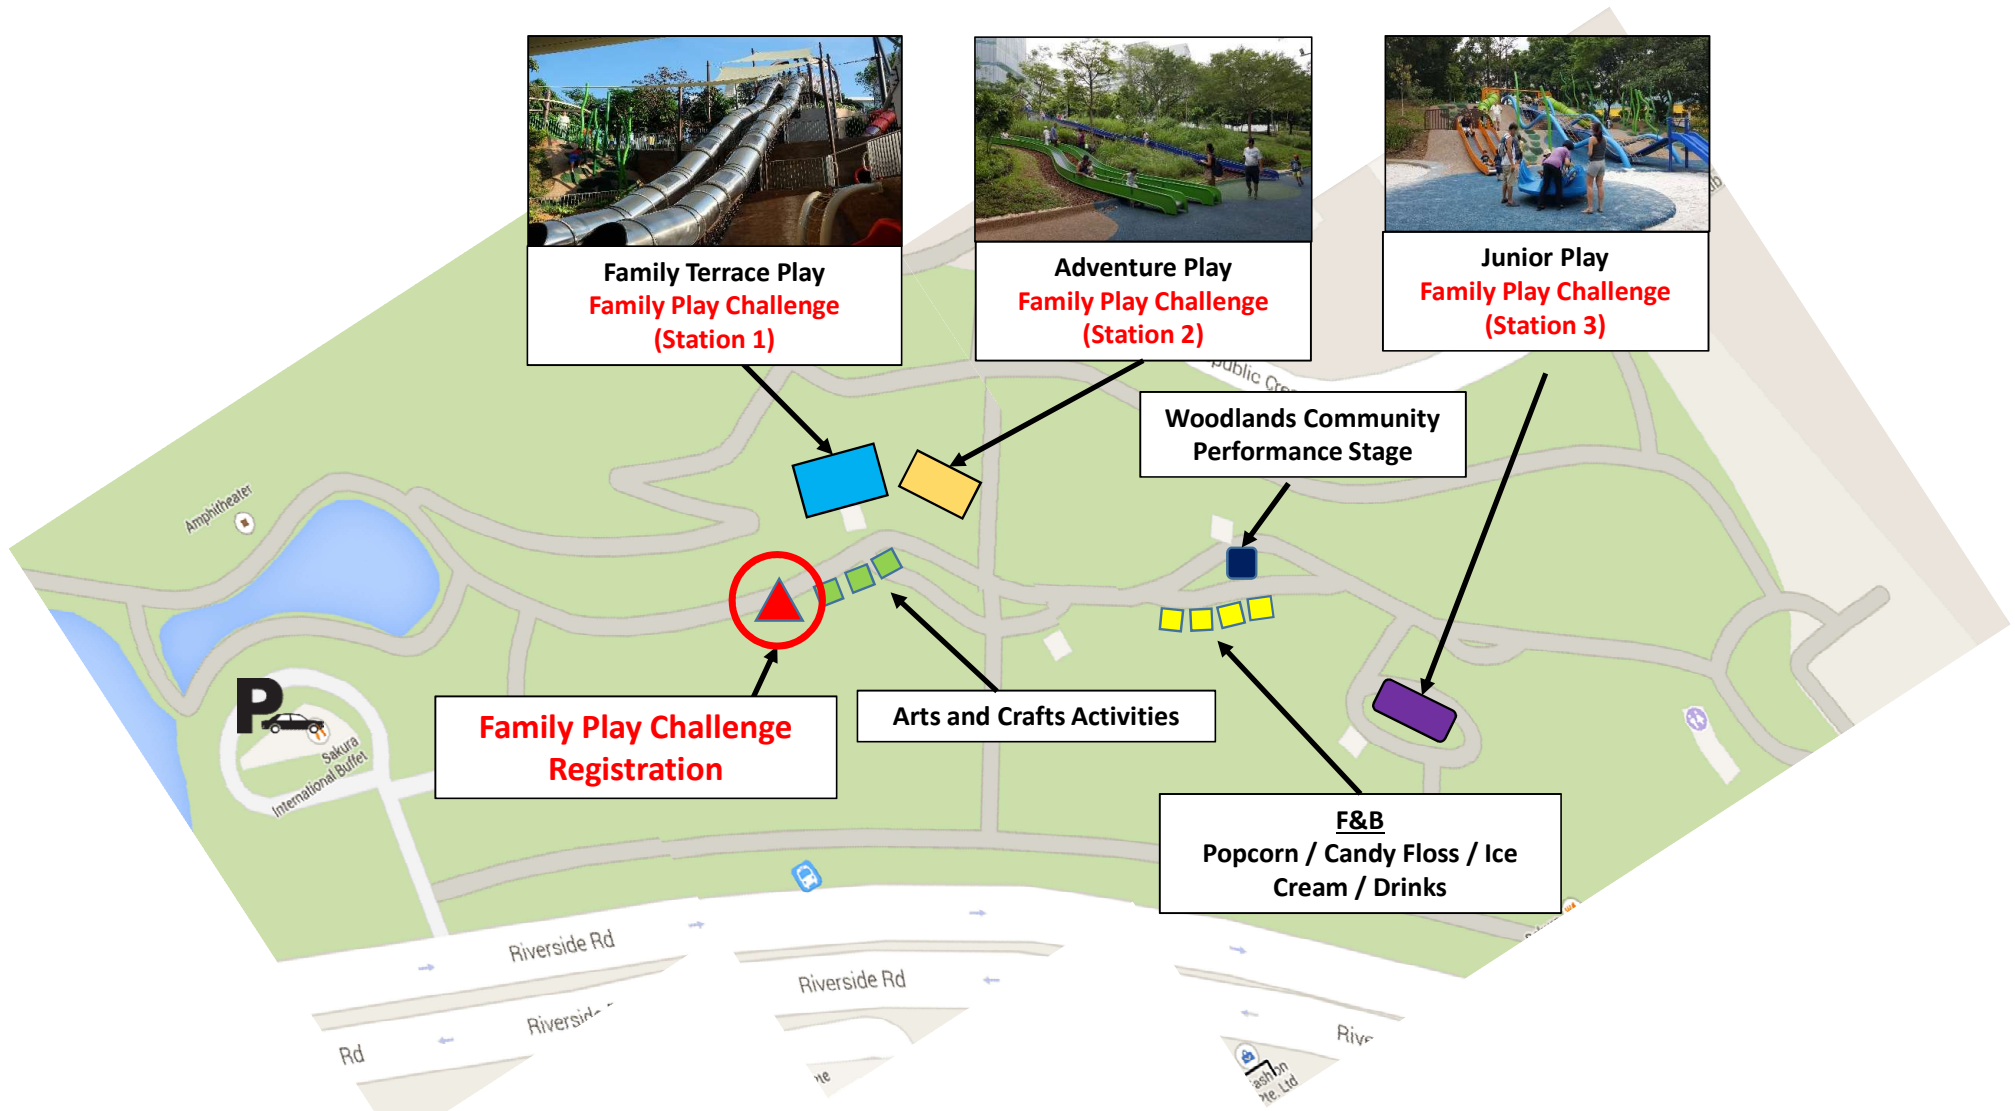 Family Terrace Play
Family Play Challenge
(Station 1)
Adventure Play
Family Play Challenge
(Station 2)
Junior Play
Family Play Challenge
(Station 3)
Woodlands Community
Performance Stage
Amphitheater
Family Play Challenge
Registration
Arts and Crafts Activities
P
Sakura
International Buffet
F&B
Popcorn / Candy Floss / Ice
Cream / Drinks
Riverside Rd
Riverside Rd
Rd